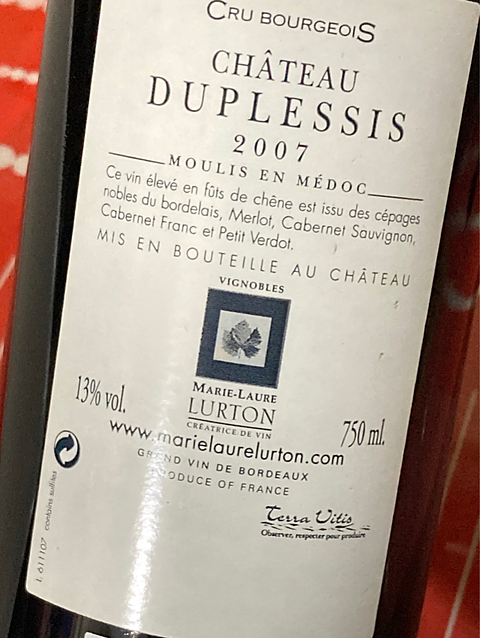 CRU BOURGEOIS
CHÂTEAU
DUPLESSIS
2007
MOULIS EN MÉDOC
Ce vin élevé en fûts de chêne est issu des cépages
nobles du bordelais, Merlot, Cabernet Sauvignon,
Cabernet Franc et Petit Verdot.
MIS EN BOUTEILLE AU CHÂTEAU
VIGNOBLES
MARIE-LAURE
LURTON
CRÉATRICE DE VIN
13% vol.
750 ml.
www.marielaurelurton.com
GRAND VIN DE BORDEAUX
PRODUCE OF FRANCE
Terra Vitis
Observer, respecter pour produire
L 611107 contains sulfites